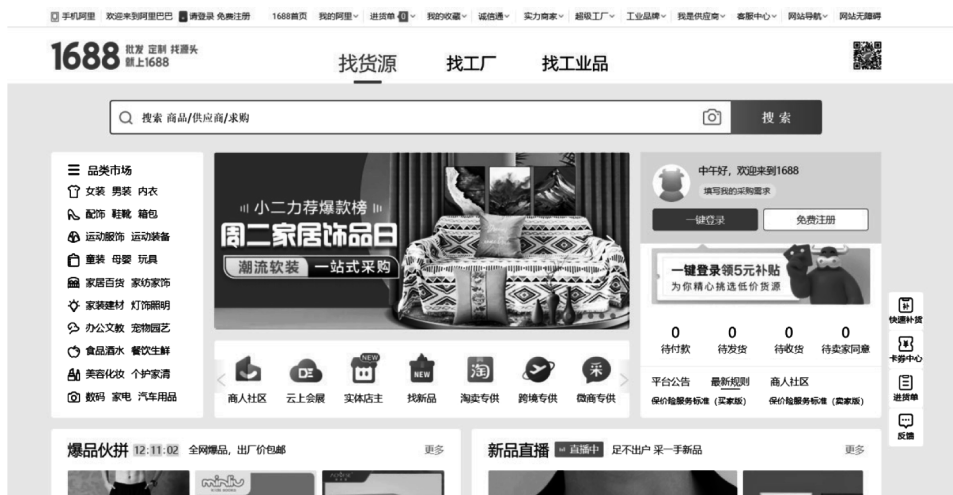 手机阿里 欢迎来到阿里巴巴 请登录 免费注册 1688首页 我的阿里 进货单 0 我的收藏 诚信通 实力商家 超级工厂 工业品牌 我是供应商 客服中心 网站导航 网站无障碍
1688 批发 定制 找源头
就上1688
找货源 找工厂 找工业品
搜索 商品/供应商/求购 搜 索
品类市场
女装 男装 内衣
配饰 鞋靴 箱包
运动服饰 运动装备
童装 母婴 玩具
家居百货 家纺家饰
家装建材 灯饰照明
办公文教 宠物园艺
食品酒水 餐饮生鲜
美容化妆 个护家清
数码 家电 汽车用品
小二力荐爆款榜
周二家居饰品日
潮流软装 一站式采购
NEW
DE NEW 淘 采
商人社区 云上会展 实体店主 找新品 淘卖专供 跨境专供 微商专供
中午好，欢迎来到1688
填写我的采购需求
一键登录 免费注册
一键登录领5元补贴
为你精心挑选低价货源
补
0 0 0 0
待付款 待发货 待收货 待卖家同意
平台公告 最新规则 商人社区
保价险服务标准（买家版） 保价险服务标准（卖家版）
补
快速补货
卡券中心
进货单
反馈
爆品伙拼 12:11:02 全网爆品，出厂价包邮 更多
新品直播 直播中 足不出户 采一手新品 更多
minliv